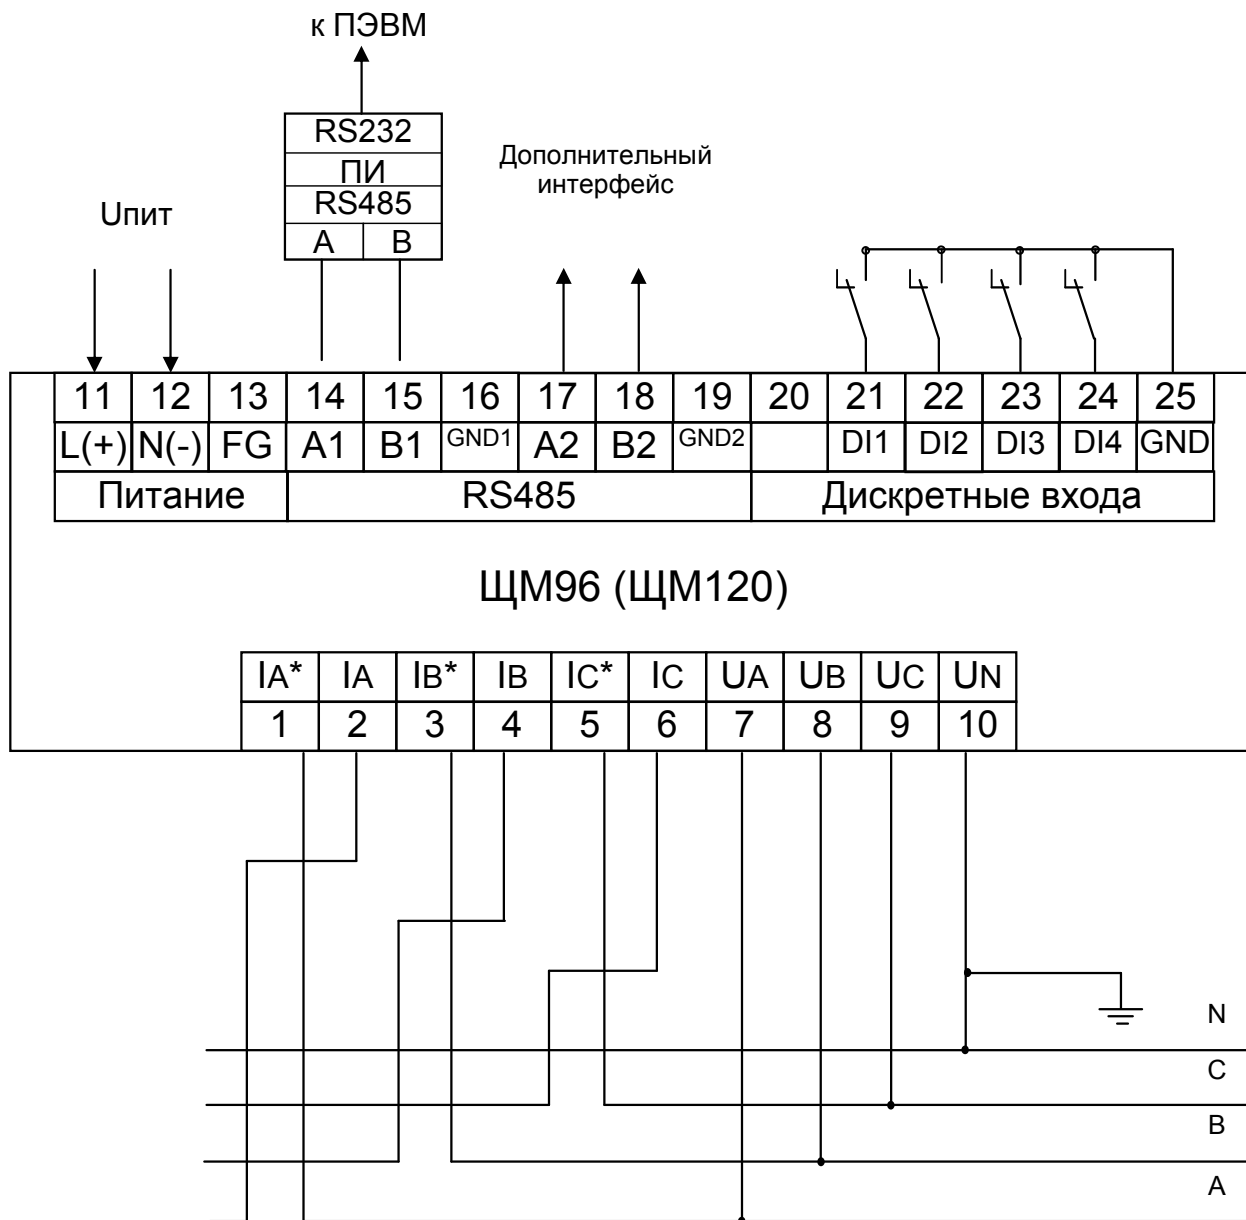 к ПЭВМ
RS232
ПИ
RS485
A B
Дополнительный
интерфейс
Uпит
11 12 13 14 15 16 17 18 19 20 21 22 23 24 25
L(+) N(-) FG A1 B1 GND1 A2 B2 GND2 DI1 DI2 DI3 DI4 GND
Питание RS485 Дискретные входа
ЩМ96 (ЩМ120)
IA* IA IB* IB IC* IC UA UB UC UN
1 2 3 4 5 6 7 8 9 10
N
C
B
A